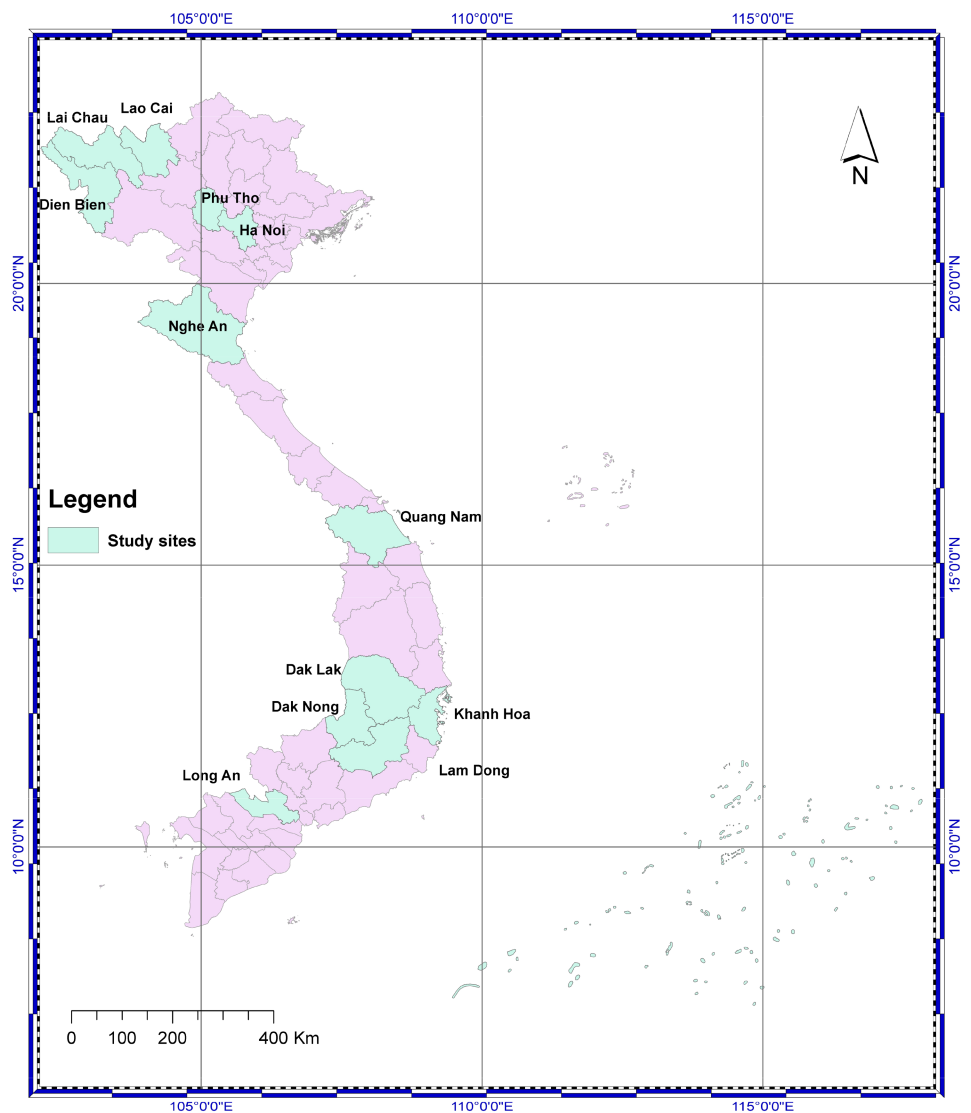 105°0'0"E 110°0'0"E 115°0'0"E
Lao Cai
Lai Chau
N
Phu Tho
Dien Bien
Ha Noi
20°0'0"N 20°0'0"N
Nghe An
Legend
Study sites
Quang Nam
15°0'0"N 15°0'0"N
Dak Lak
Dak Nong
Khanh Hoa
Lam Dong
Long An
10°0'0"N 10°0'0"N
0 100 200 400 Km
105°0'0"E 110°0'0"E 115°0'0"E